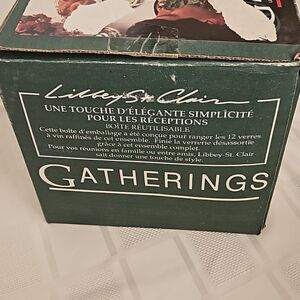 Libbey-St. Clair
UNE TOUCHE D'ÉLÉGANTE SIMPLICITÉ
POUR LES RÉCEPTIONS
BOÎTE RÉUTILISABLE
Cette boîte d'emballage a été conçue pour ranger les 12 verres
à vin raffinés de cet ensemble. Finie la verrerie désassortie
grâce à cet ensemble complet.
Pour vos réunions en famille ou entre amis, Libbey-St. Clair
sait donner une touche de style.
GATHERINGS